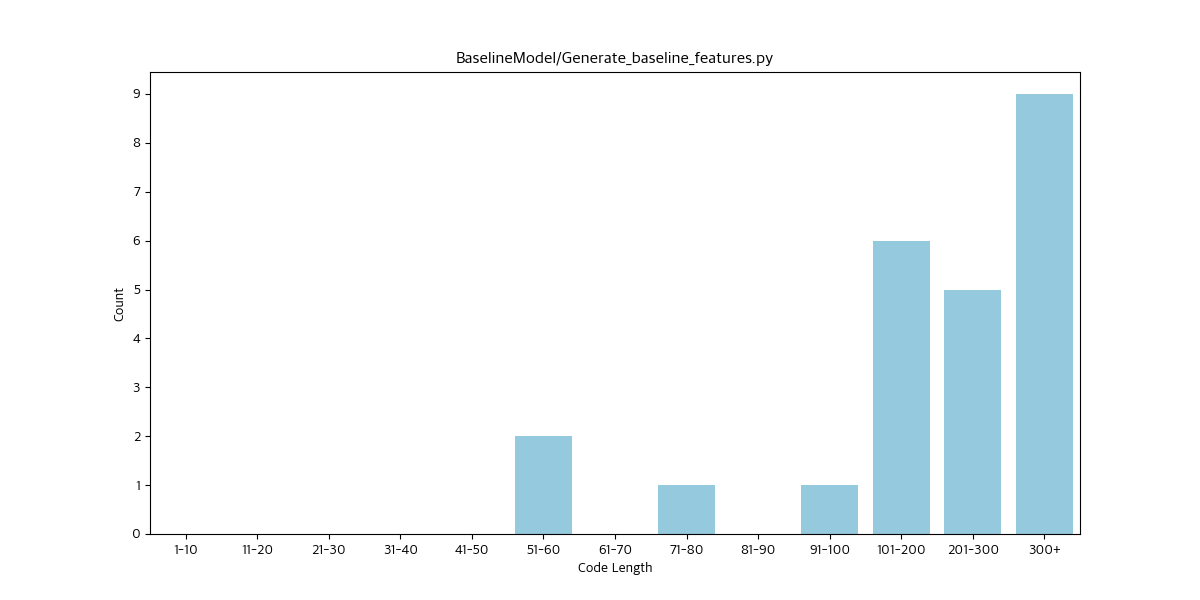 BaselineModel/Generate_baseline_features.py
9
8
7
6
5
4
3
2
1
0
Count
1-10 11-20 21-30 31-40 41-50 51-60 61-70 71-80 81-90 91-100 101-200 201-300 300+
Code Length